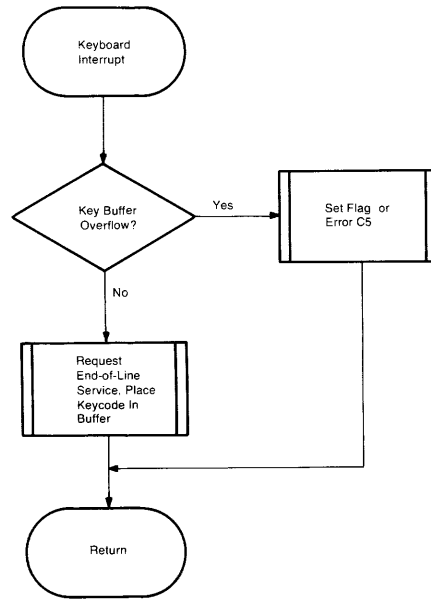 Keyboard
Interrupt
Key Buffer
Overflow?
Yes
Set Flag or
Error C5
No
Request
End-of-Line
Service. Place
Keycode In
Buffer
Return